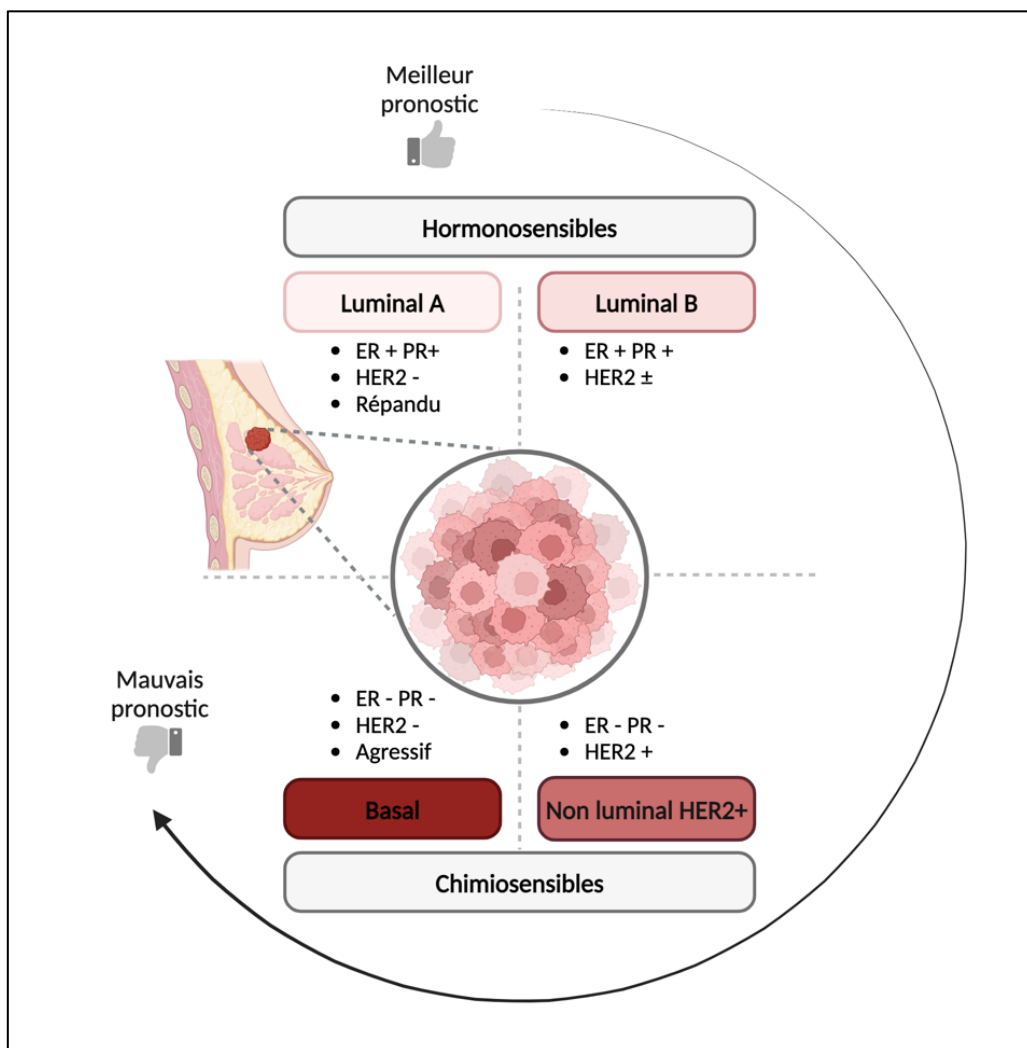 Meilleur
pronostic
Hormonosensibles
Luminal A
Luminal B
• ER + PR+
• HER2 -
• Répandu
• ER + PR +
• HER2 ±
Mauvais
pronostic
• ER - PR -
• HER2 -
• Agressif
• ER - PR -
• HER2 +
Basal
Non luminal HER2+
Chimiosensibles